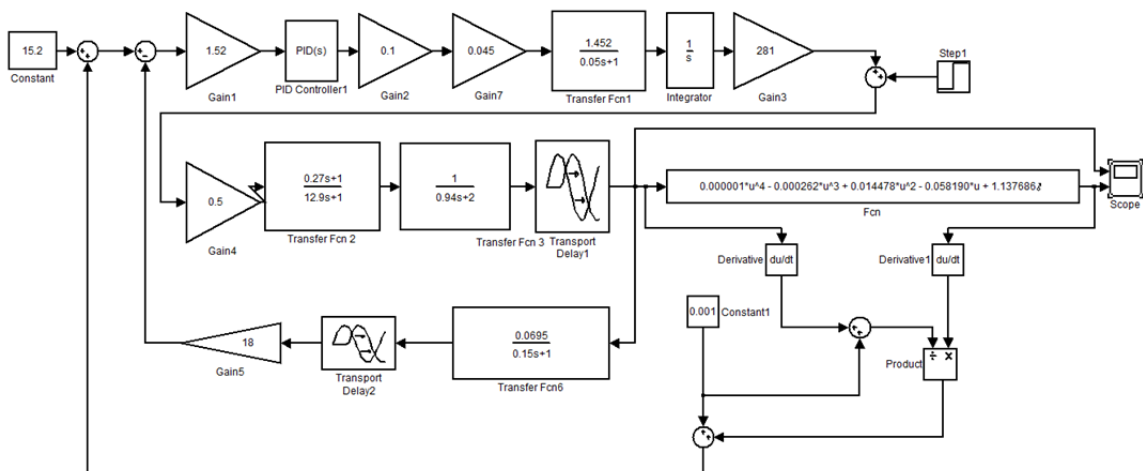 15.2
Constant
1.52
Gain1
PID(s)
PID Controller1
0.1
Gain2
0.045
Gain7
1.452
0.05s+1
Transfer Fcn1
1
s
Integrator
281
Gain3
Step1
0.5
Gain4
0.27s+1
12.9s+1
Transfer Fcn 2
1
0.94s+2
Transfer Fcn 3
Transport
Delay1
0.000001*u^4 - 0.000262*u^3 + 0.014478*u^2 - 0.058190*u + 1.137686
Fcn
Scope
Derivative
du/dt
Derivative1
du/dt
0.001
Constant1
Product
÷ x
18
Gain5
Transport
Delay2
0.0695
0.15s+1
Transfer Fcn6